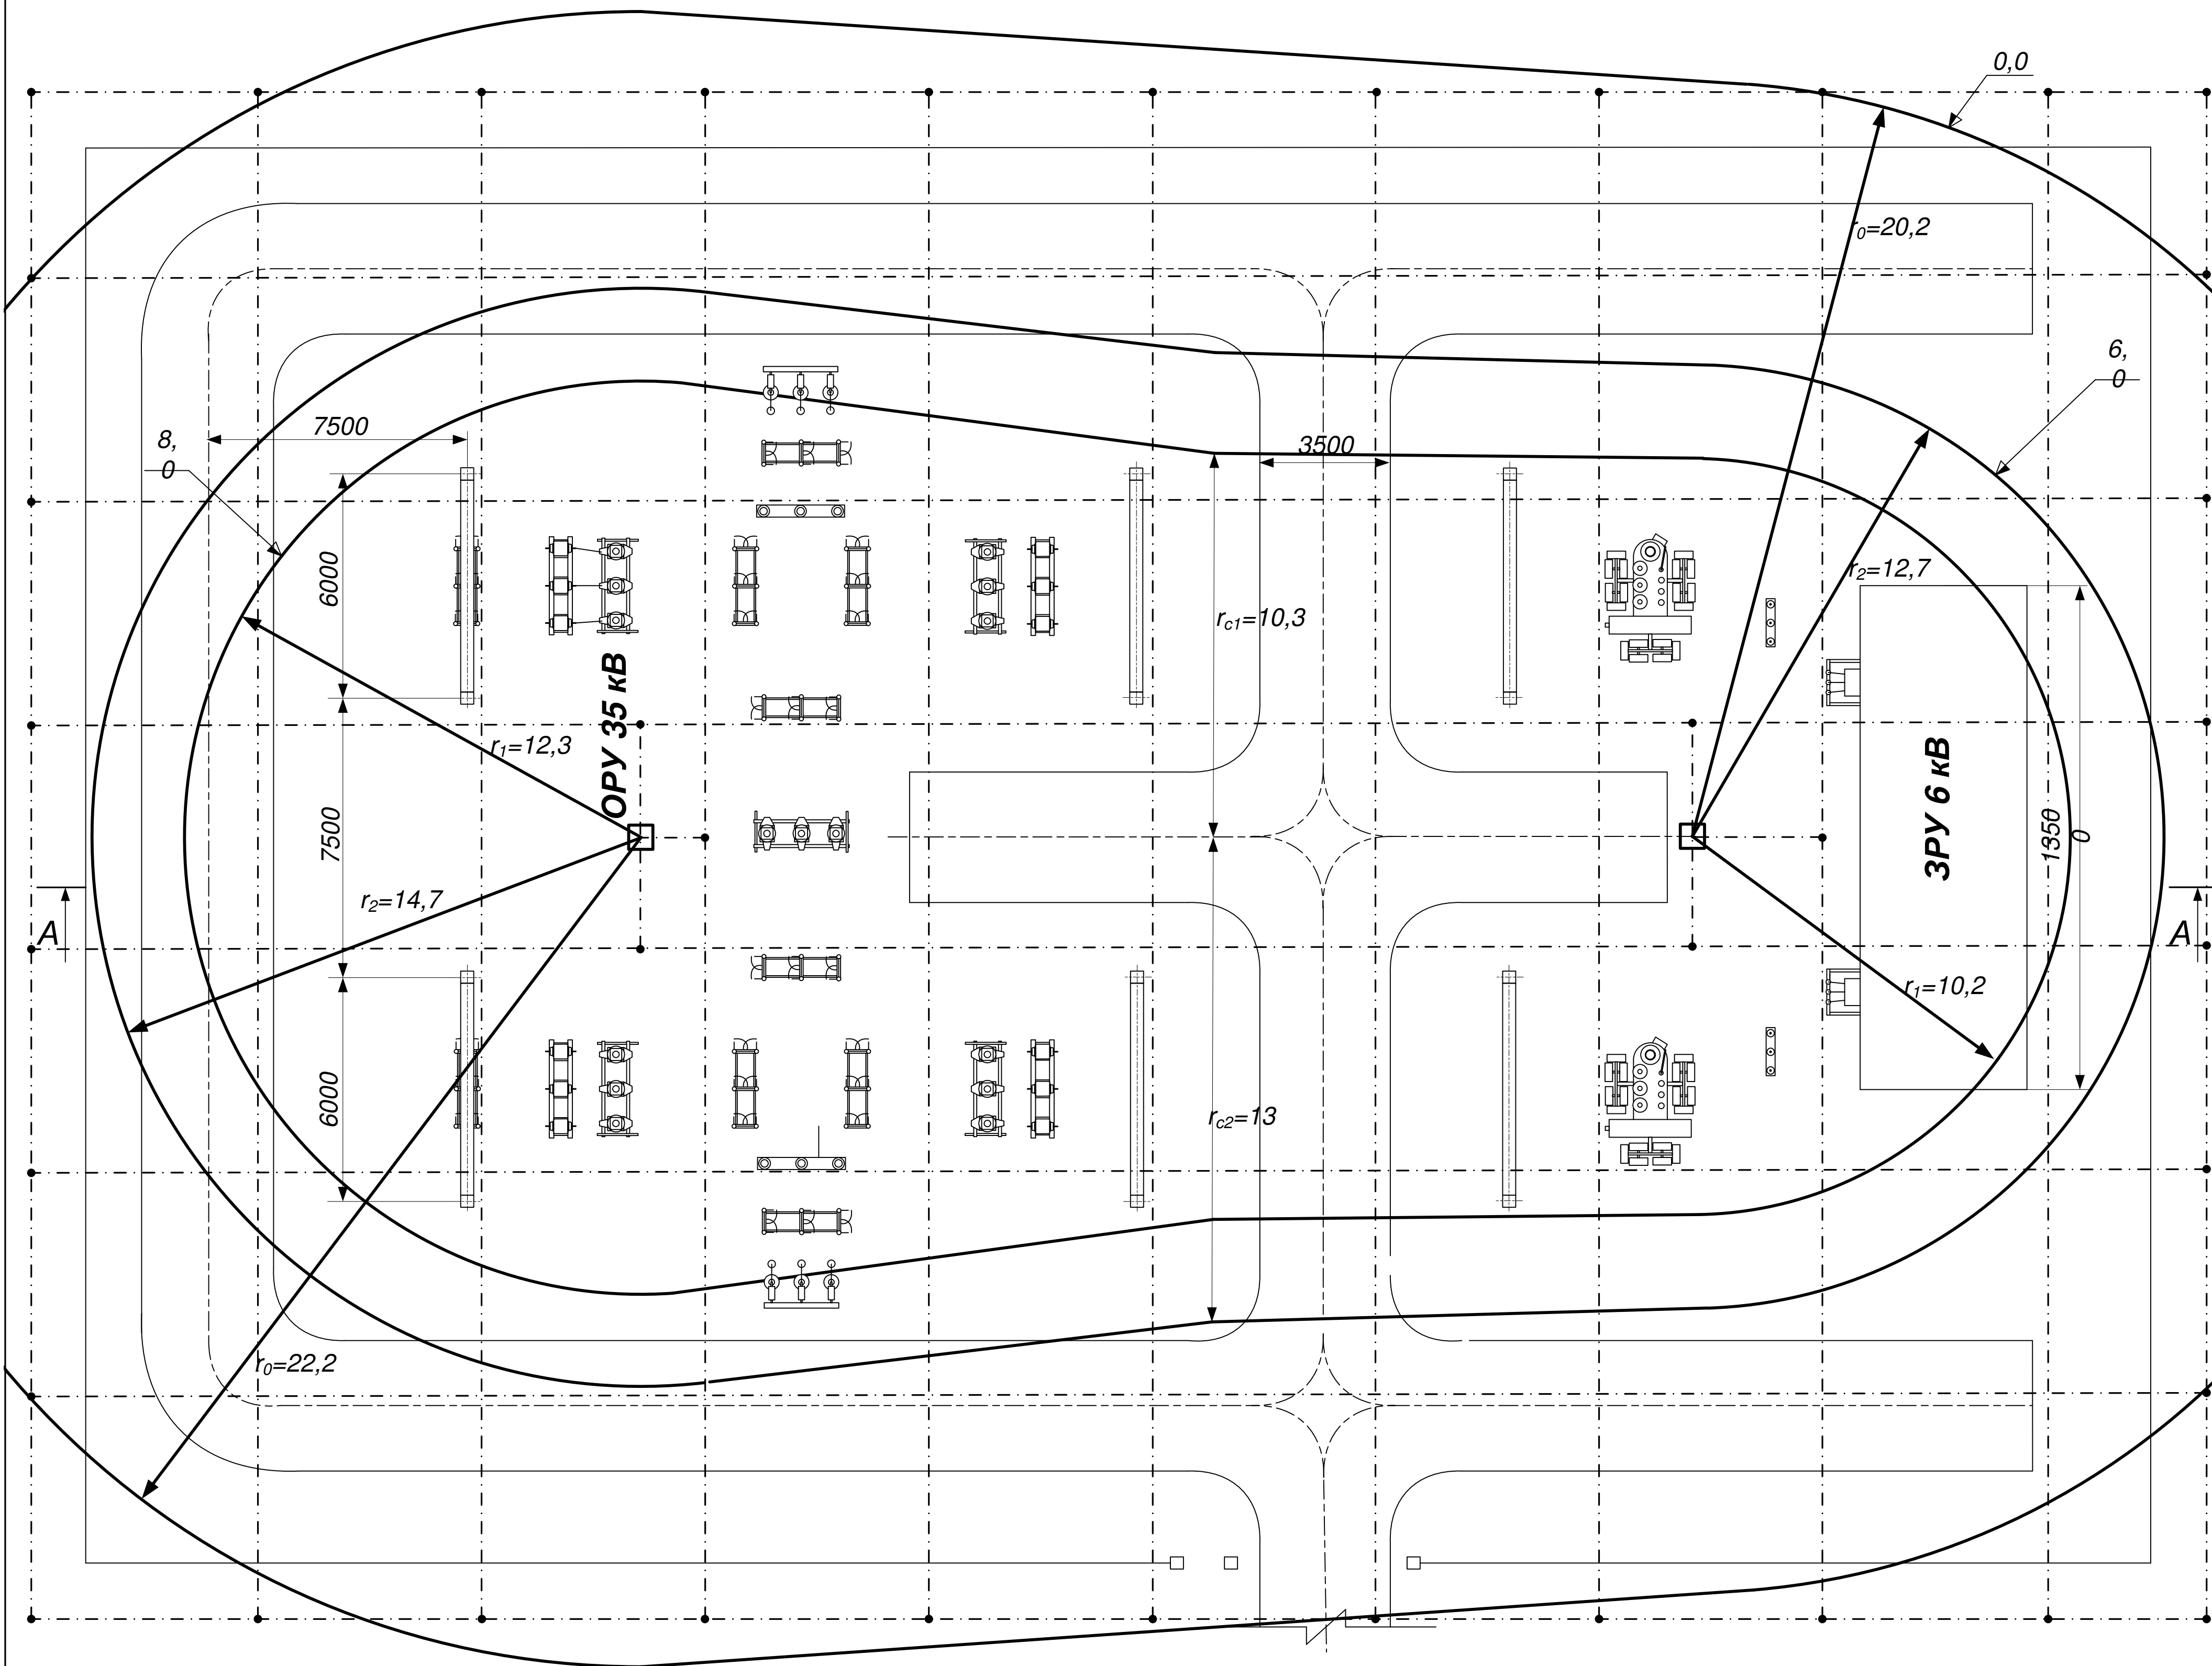 0,0
r0=20,2
6,
0
7500
8,
0
3500
6000
r2=12,7
rc1=10,3
ОРУ 35 кВ
r1=12,3
7500
ЗРУ 6 кВ
1350
0
r2=14,7
А
А
r1=10,2
6000
rc2=13
r0=22,2